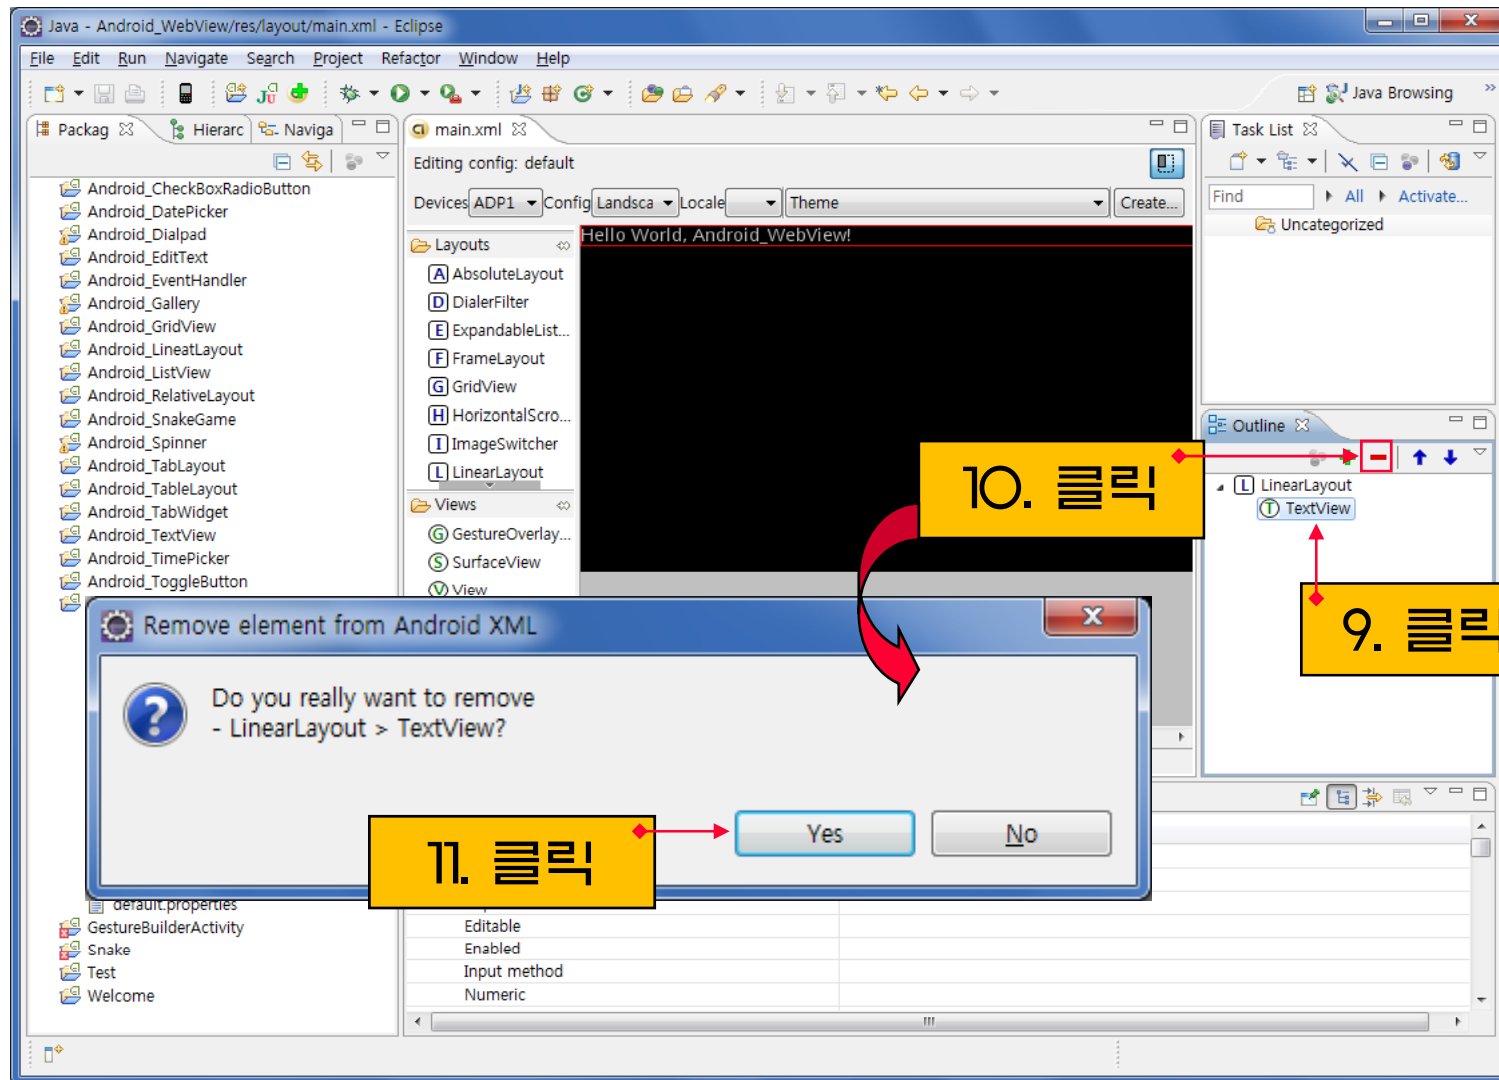 Java - Android_WebView/res/layout/main.xml - Eclipse
File Edit Run Navigate Search Project Refactor Window Help
Java Browsing
Packag
Hierarc
Naviga
main.xml
Task List
Editing config: default
Devices ADP1 Config Landsca Locale Theme Create...
Find All Activate...
Uncategorized
Android_CheckBoxRadioButton
Android_DatePicker
Android_Dialpad
Android_EditText
Android_EventHandler
Android_Gallery
Android_GridView
Android_LineatLayout
Android_ListView
Android_RelativeLayout
Android_SnakeGame
Android_Spinner
Android_TabLayout
Android_TableLayout
Android_TabWidget
Android_TextView
Android_TimePicker
Android_ToggleButton
Layouts
A AbsoluteLayout
D DialerFilter
E ExpandableList...
F FrameLayout
G GridView
H HorizontalScro...
I ImageSwitcher
L LinearLayout
Views
G GestureOverlay...
S SurfaceView
V View
Hello World, Android_WebView!
Outline
L LinearLayout
T TextView
10. 클릭
9. 클릭
Remove element from Android XML
Do you really want to remove
- LinearLayout > TextView?
Yes
No
11. 클릭
default.properties
GestureBuilderActivity
Snake
Test
Welcome
Editable
Enabled
Input method
Numeric